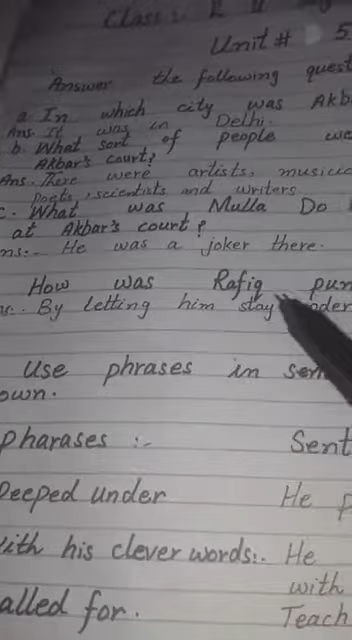 Class:
Unit # 5
Answer the following quest
a. In which city was Akb
Ans. It was in Delhi.
b. What sort of people we
Akbar's court?
Ans. There were artists, musicia
Poets, scientists and writers
c. What was Mulla Do
at Akbar's court?
ns:- He was a joker there.
How was Rafiq pun
s. By letting him stay under
Use phrases in sen
own.
Pharases :- Sent
Peeped under He p
with his clever words:. He
with
alled for. Teach